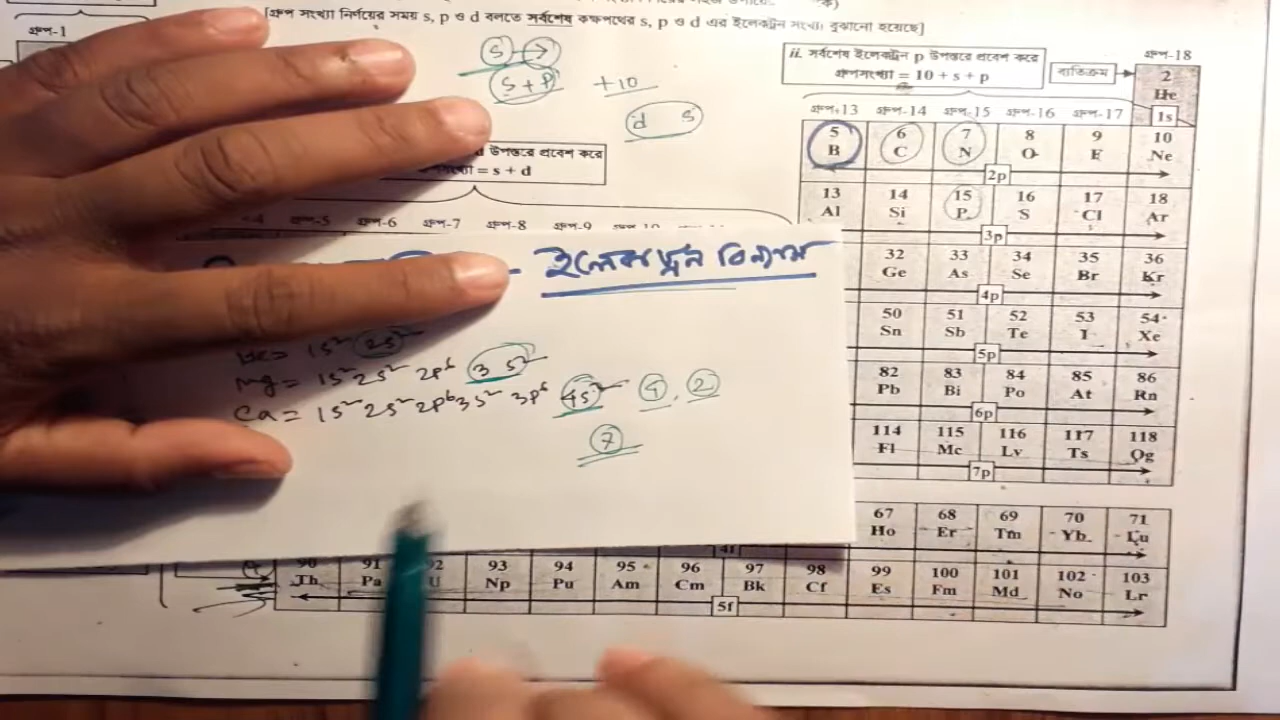 [গ্রুপ সংখ্যা নির্ণয়ের সময় s, p ও d বলতে সর্বশেষ কক্ষপথের s, p ও d এর ইলেকট্রন সংখ্যা বুঝানো হয়েছে]
গ্রুপ-1
গ্রুপ-18
ii. সর্বশেষ ইলেকট্রন p উপস্তরে প্রবেশ করে
গ্রুপসংখ্যা = 10 + s + p
ব্যতিক্রম
2
He
1s
s
s + p +10
d s
উপস্তরে প্রবেশ করে
= s + d
গ্রুপ-13 গ্রুপ-14 গ্রুপ-15 গ্রুপ-16 গ্রুপ-17
5 6 7 8 9 10
B C N O F Ne
2p
13 14 15 16 17 18
Al Si P S Cl Ar
3p
গ্রুপ-5 গ্রুপ-6 গ্রুপ-7 গ্রুপ-8 গ্রুপ-9
- ইলেকট্রন বিন্যাস
32 33 34 35 36
Ge As Se Br Kr
4p
50 51 52 53 54
Sn Sb Te I Xe
5p
82 83 84 85 86
Pb Bi Po At Rn
6p
114 115 116 117 118
Fl Mc Lv Ts Og
7p
1s² 2s²
Mg = 1s² 2s² 2p⁶ 3s²
Ca = 1s² 2s² 2p⁶ 3s² 3p⁶ 4s² 4, 2
7
67 68 69 70 71
Ho Er Tm Yb Lu
4f
90 91 92 93 94 95 96 97 98 99 100 101 102 103
Th Pa U Np Pu Am Cm Bk Cf Es Fm Md No Lr
5f